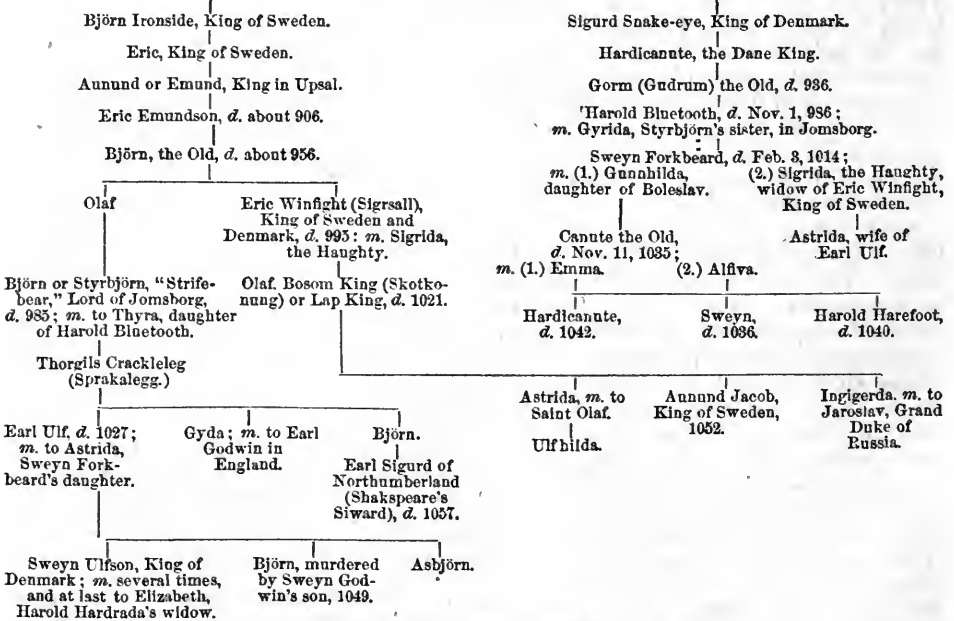 Björn Ironside, King of Sweden.
Eric, King of Sweden.
Aunund or Emund, King in Upsal.
Eric Emundson, d. about 906.
Björn, the Old, d. about 956.
Olaf
Eric Winfight (Sigrsall),
King of Sweden and
Denmark, d. 995: m. Sigrida,
the Haughty.
Björn or Styrbjörn, "Strife-
bear," Lord of Jomsborg,
d. 985; m. to Thyra, daughter
of Harold Bluetooth.
Olaf. Bosom King (Skotko-
nung) or Lap King, d. 1021.
Thorgils Crackleleg
(Sprakalegg.)
Earl Ulf, d. 1027;
m. to Astrida,
Sweyn Fork-
beard's daughter.
Gyda; m. to Earl
Godwin in
England.
Björn.
Earl Sigurd of
Northumberland
(Shakspeare's
Siward), d. 1057.
Sweyn Ulfson, King of
Denmark; m. several times,
and at last to Elizabeth,
Harold Hardrada's widow.
Björn, murdered
by Sweyn God-
win's son, 1049.
Asbjörn.
Sigurd Snake-eye, King of Denmark.
Hardicanute, the Dane King.
Gorm (Gudrum) the Old, d. 936.
Harold Bluetooth, d. Nov. 1, 986;
m. Gyrida, Styrbjörn's sister, in Jomsborg.
Sweyn Forkbeard, d. Feb. 3, 1014;
m. (1.) Gunnhilda,
daughter of Boleslav.
(2.) Sigrida, the Haughty,
widow of Eric Winfight,
King of Sweden.
Canute the Old,
d. Nov. 11, 1035;
m. (1.) Emma. (2.) Alfiva.
Astrida, wife of
Earl Ulf.
Hardicanute,
d. 1042.
Sweyn,
d. 1036.
Harold Harefoot,
d. 1040.
Astrida, m. to
Saint Olaf.
Ulfhilda.
Aunund Jacob,
King of Sweden,
1052.
Ingigerda. m. to
Jaroslav, Grand
Duke of
Russia.